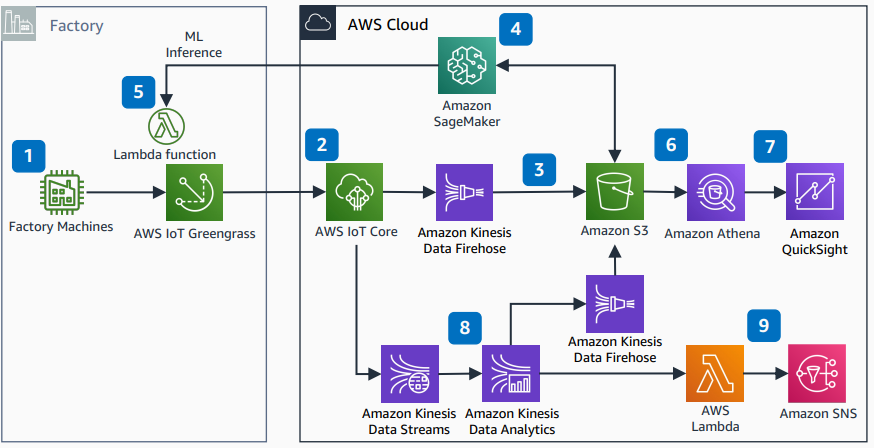 Factory
AWS Cloud
ML
Inference
4
Amazon
SageMaker
5
Lambda function
1
Factory Machines
AWS IoT Greengrass
2
AWS IoT Core
Amazon Kinesis
Data Firehose
3
Amazon S3
6
Amazon Athena
7
Amazon
QuickSight
Amazon Kinesis
Data Firehose
8
Amazon Kinesis
Data Streams
Amazon Kinesis
Data Analytics
AWS
Lambda
9
Amazon SNS